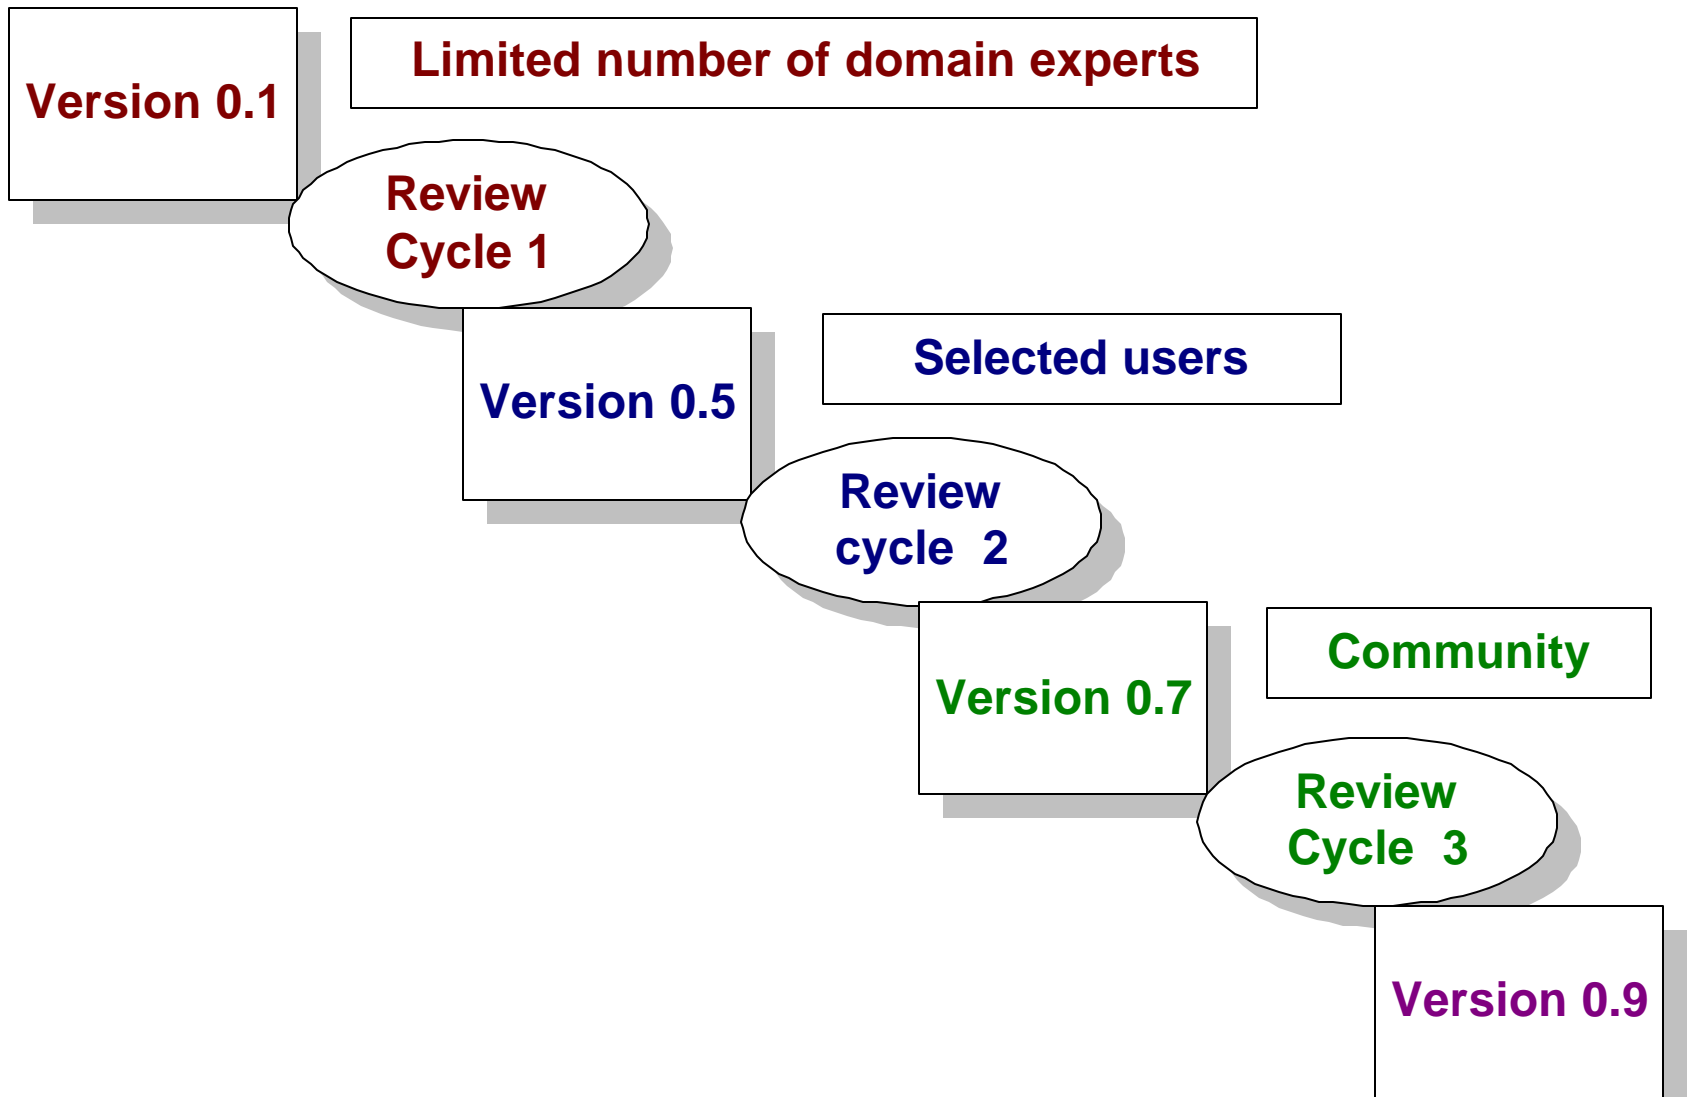 Limited number of domain experts
Version 0.1
Review
Cycle 1
Selected users
Version 0.5
Review
cycle  2
Community
Version 0.7
Review
Cycle  3
Version 0.9